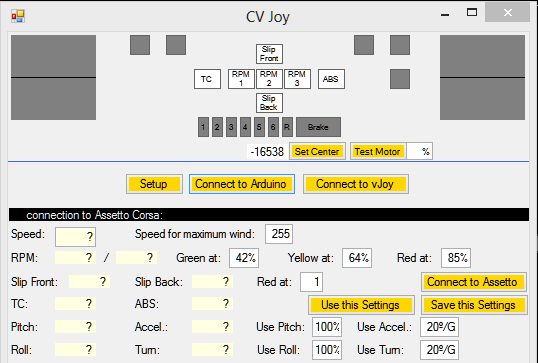 CV Joy
Slip
Front
TC RPM 1 RPM 2 RPM 3 ABS
Slip
Back
1 2 3 4 5 6 R Brake
-16538 Set Center Test Motor %
Setup Connect to Arduino Connect to vJoy
connection to Assetto Corsa:
Speed: ? Speed for maximum wind: 255
RPM: ? / ? Green at: 42% Yellow at: 64% Red at: 85%
Slip Front: ? Slip Back: ? Red at: 1 Connect to Assetto
TC: ? ABS: ? Use this Settings Save this Settings
Pitch: ? Accel.: ? Use Pitch: 100% Use Accel.: 20º/G
Roll: ? Turn: ? Use Roll: 100% Use Turn: 20º/G